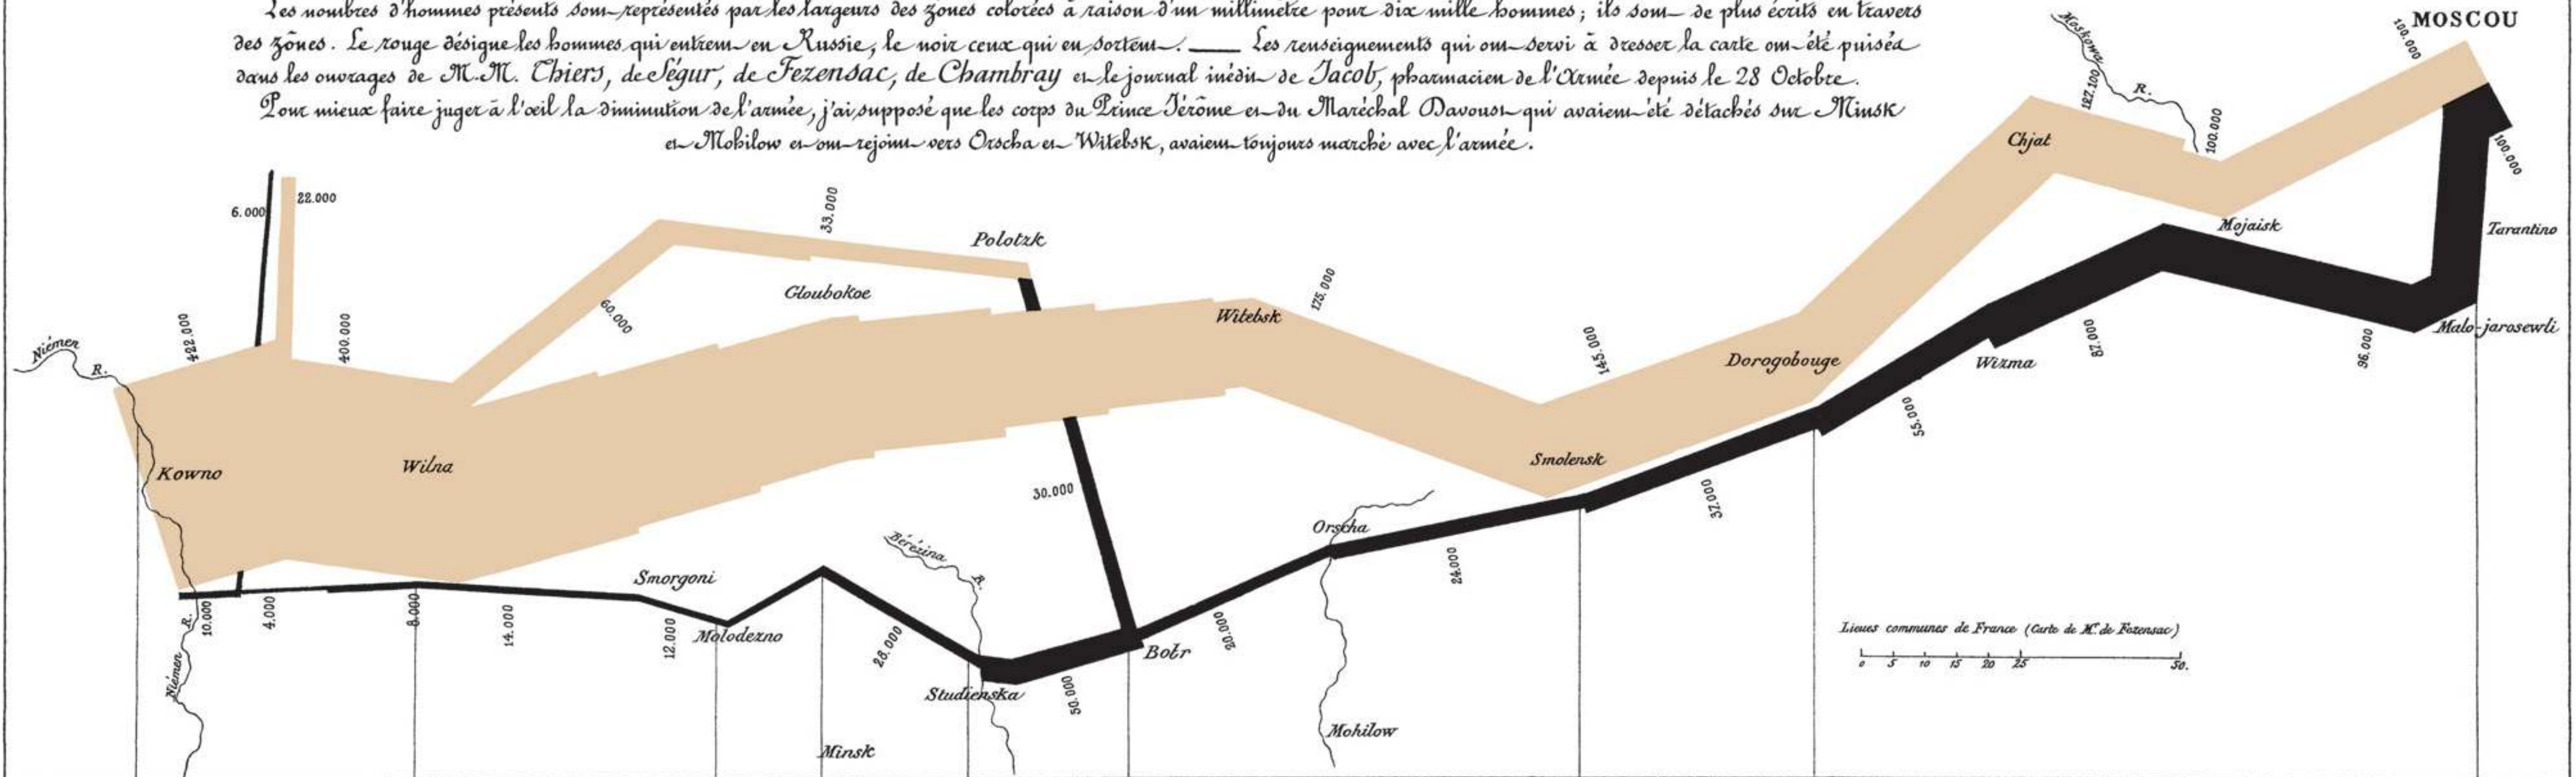 Les nombres d'hommes présents sont représentés par les largeurs des zones colorées à raison d'un millimètre pour dix mille hommes; ils sont de plus écrits en travers
des zônes. Le rouge désigne les hommes qui entrent en Russie, le noir ceux qui en sortent. — Les renseignements qui ont servi à dresser la carte ont été puisés
dans les ouvrages de M.M. Thiers, de Ségur, de Fezensac, de Chambray et le journal inédit de Jacob, pharmacien de l'Armée depuis le 28 Octobre.
Pour mieux faire juger à l'œil la diminution de l'armée, j'ai supposé que les corps du Prince Jérôme et du Maréchal Davoust qui avaient été détachés sur Minsk
et Mohilow et ont rejoint vers Orscha et Witebsk, avaient toujours marché avec l'armée.
MOSCOU
100.000
Moskowa
R.
127.100
100.000
Chjat
100.000
Mojaisk
Tarantino
Malo-jarosewli
6.000
22.000
33.000
Polotzk
Gloubokoe
60.000
175.000
Witebsk
422.000
400.000
Niémen
R.
145.000
Dorogobouge
Wizma
87.000
96.000
55.000
Kowno
Wilna
Smolensk
30.000
37.000
Orscha
24.000
Bérézina
R.
Smorgoni
10.000
4.000
8.000
14.000
12.000
Molodezno
28.000
20.000
Bobr
Studienska
50.000
R.
Niémen
Minsk
Mohilow
Lieues communes de France (Carte de Mr. de Fezensac)
0 5 10 15 20 25 50.